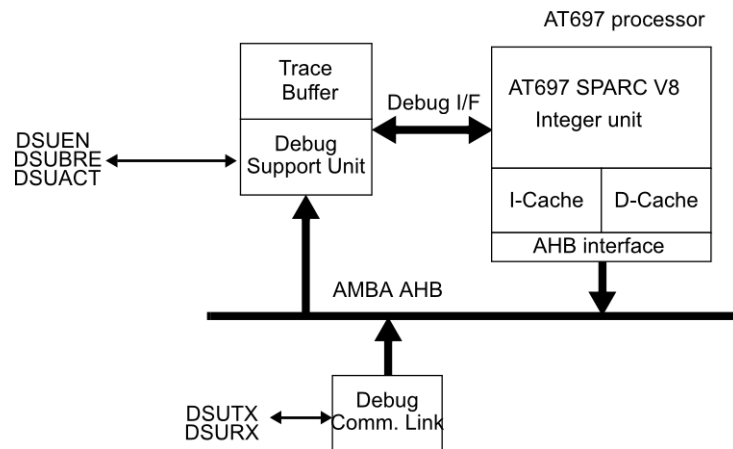 AT697 processor
Trace
Buffer
Debug I/F
AT697 SPARC V8
Integer unit
DSUEN
DSUBRE
DSUACT
Debug
Support Unit
I-Cache
D-Cache
AHB interface
AMBA AHB
DSUTX
DSURX
Debug
Comm. Link